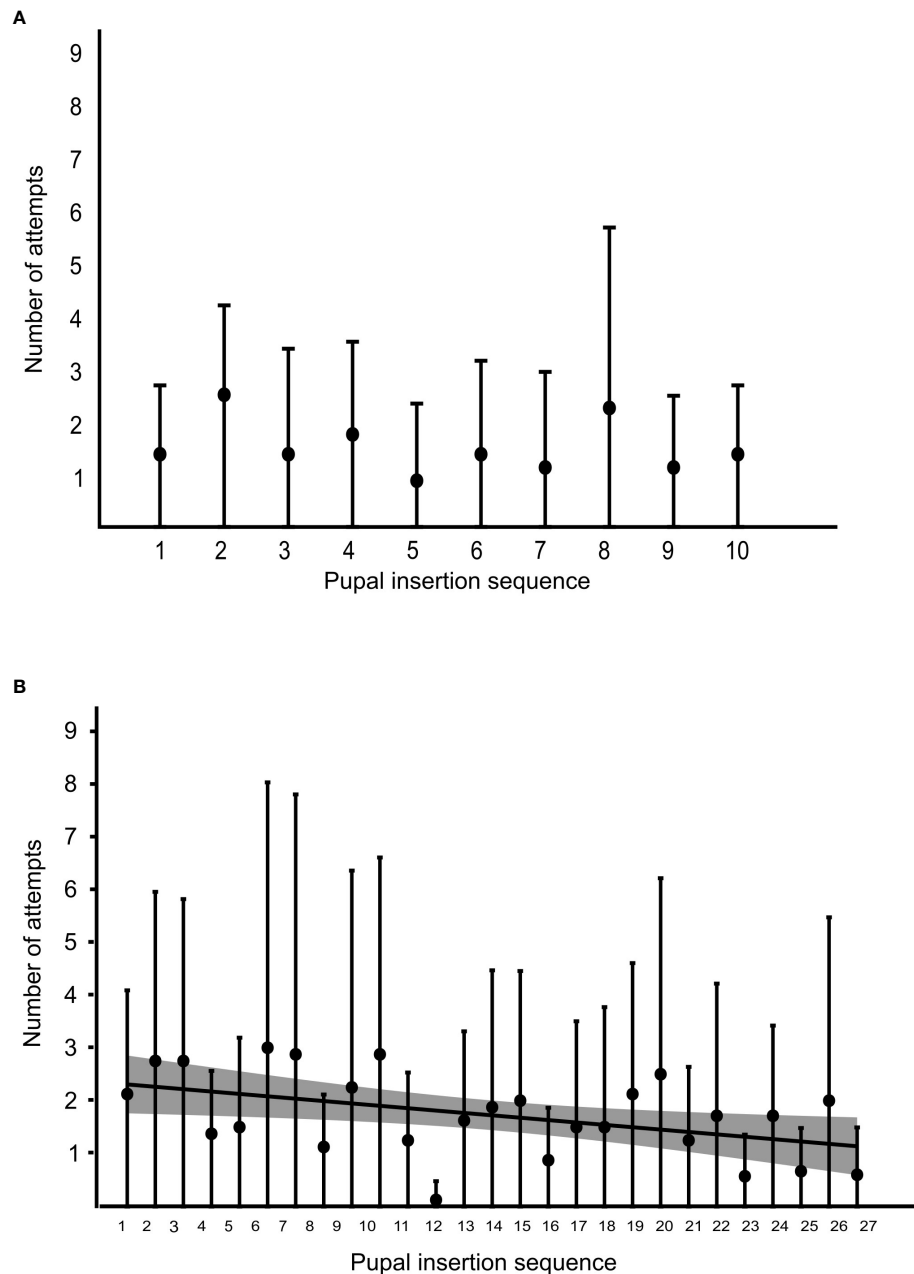 A
9
8
7
6
5
4
3
2
1
Number of attempts
1 2 3 4 5 6 7 8 9 10
Pupal insertion sequence
B
9
8
7
6
5
4
3
2
1
Number of attempts
1 2 3 4 5 6 7 8 9 10 11 12 13 14 15 16 17 18 19 20 21 22 23 24 25 26 27
Pupal insertion sequence